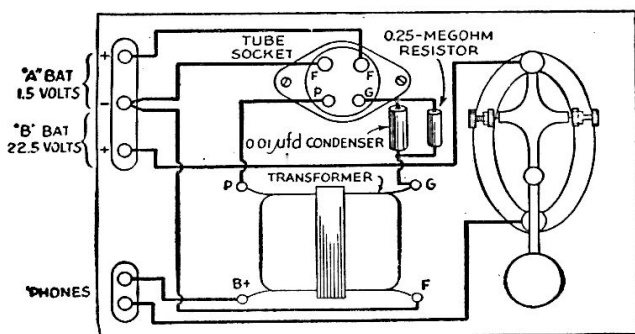 TUBE
SOCKET
0.25-MEGOHM
RESISTOR
+
"A" BAT
1.5 VOLTS
-
"B" BAT
22.5 VOLTS
+
F
F
P
G
0.01 µfd CONDENSER
TRANSFORMER
P
G
B+
F
'PHONES